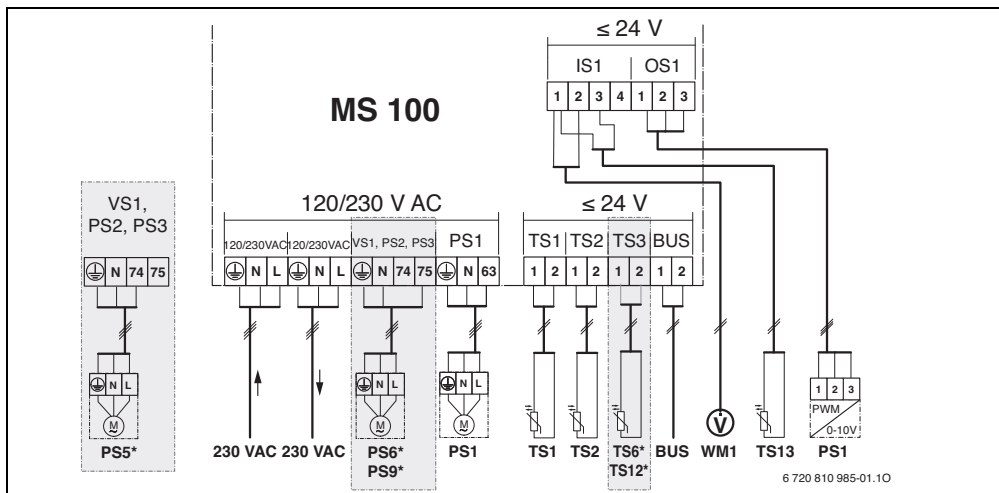 ≤ 24 V
IS1 OS1
1 2 3 4 1 2 3
MS 100
VS1,
PS2, PS3
120/230 V AC ≤ 24 V
120/230VAC 120/230VAC VS1, PS2, PS3 PS1 TS1 TS2 TS3 BUS
N 74 75 N L N L N 74 75 N 63 1 2 1 2 1 2 1 2
N L N L N L 1 2 3
PWM
0-10V
M ~ M ~ M ~ V
PS5* 230 VAC 230 VAC PS6* PS1 TS1 TS2 TS6* BUS WM1 TS13 PS1
PS9* TS12*
6 720 810 985-01.1O